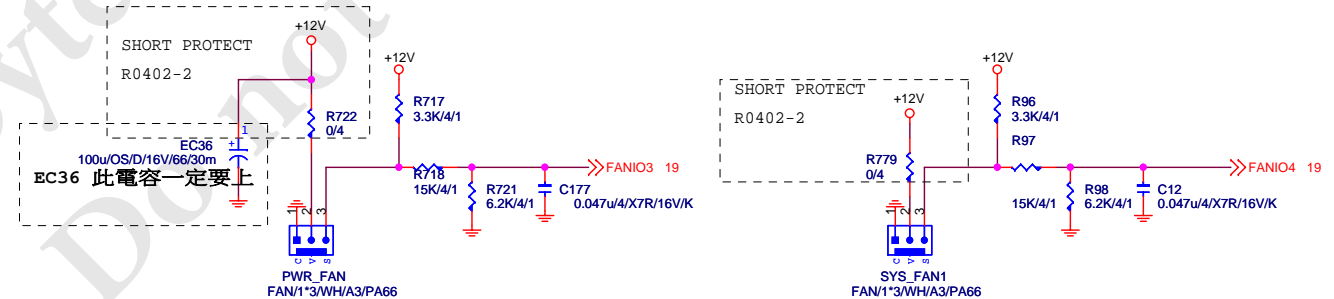 +12V
SHORT PROTECT
R0402-2
R722
0/4
1
+
EC36
100u/OS/D/16V/66/30m
EC36 此電容一定要上
+12V
R717
3.3K/4/1
R718
15K/4/1
R721
6.2K/4/1
C177
0.047u/4/X7R/16V/K
FANIO3 19
1
2
3
C
V
S
PWR_FAN
FAN/1*3/WH/A3/PA66
SHORT PROTECT
R0402-2
+12V
R779
0/4
+12V
R96
3.3K/4/1
R97
15K/4/1
R98
6.2K/4/1
C12
0.047u/4/X7R/16V/K
FANIO4 19
1
2
3
C
V
S
SYS_FAN1
FAN/1*3/WH/A3/PA66